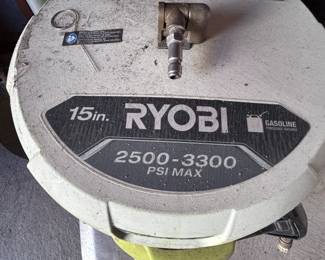 15in. RYOBI
GASOLINE
2500-3300
PSI MAX